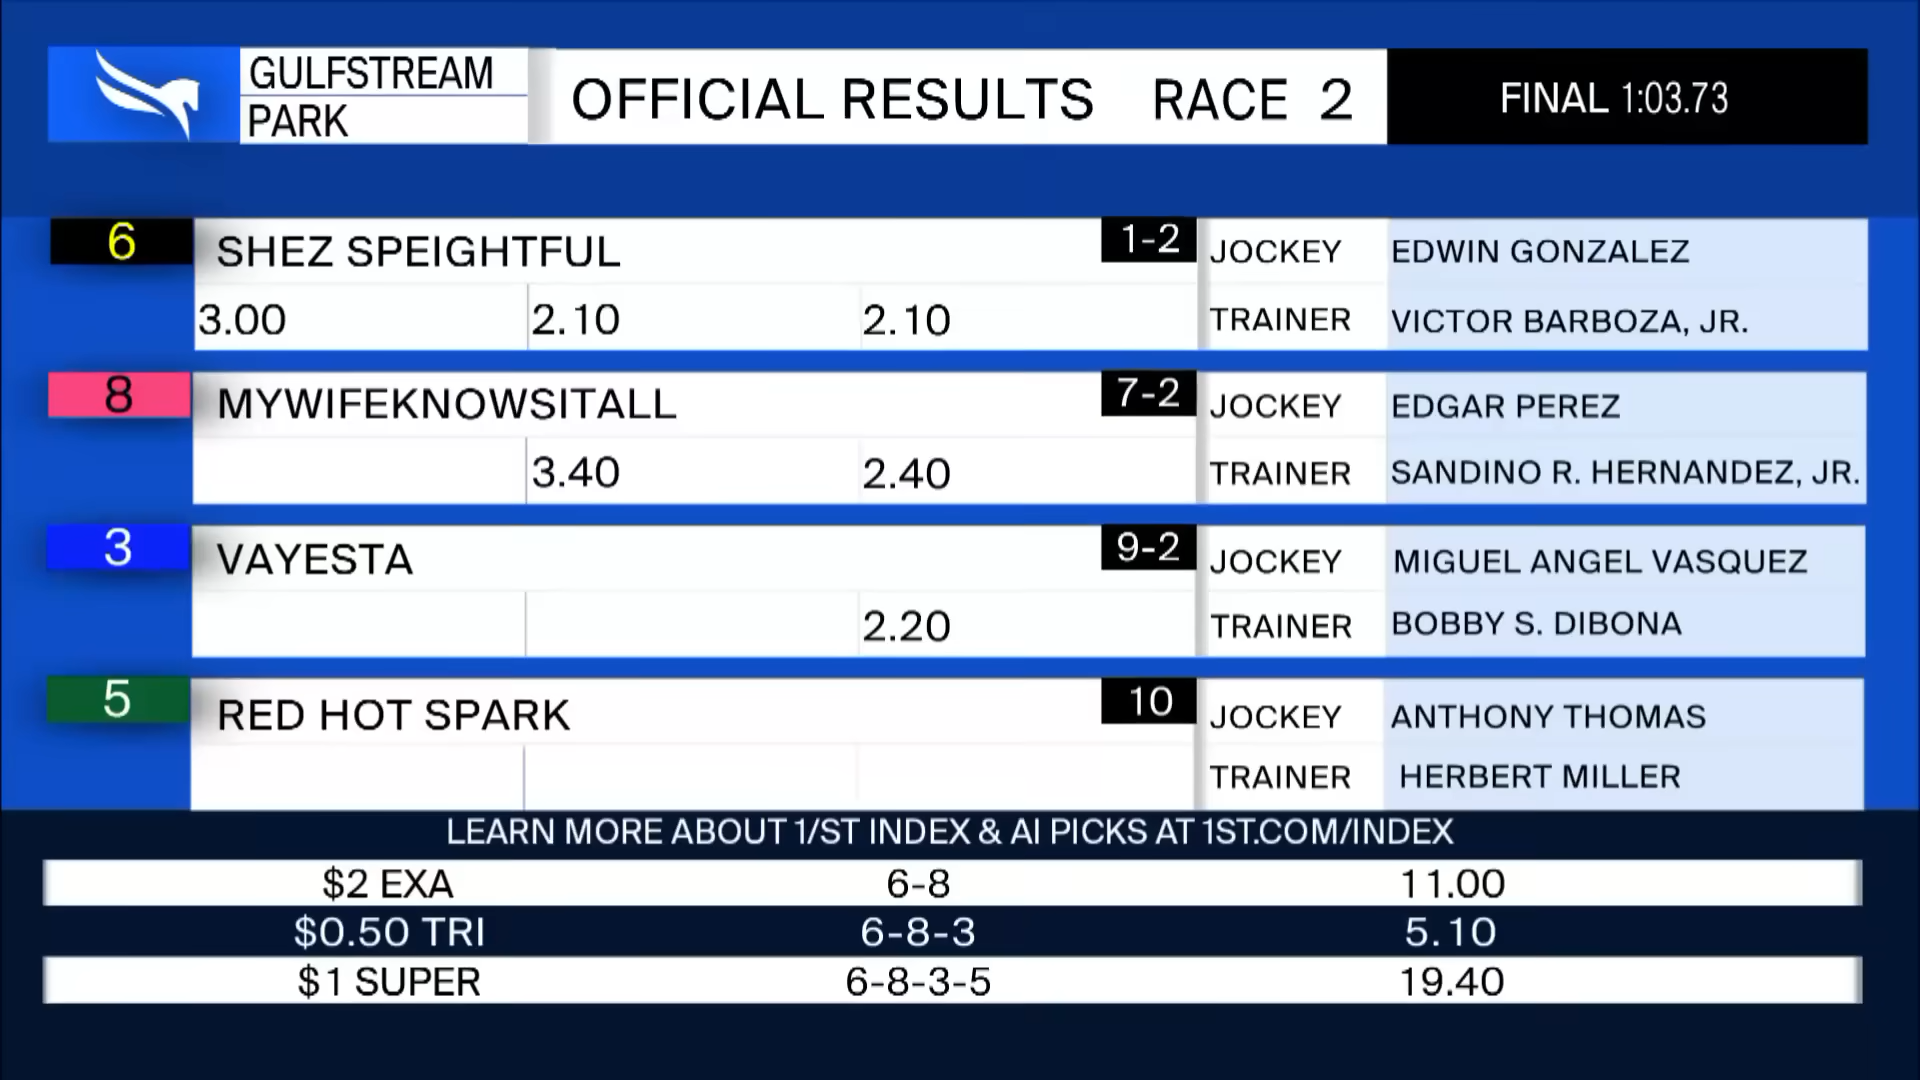 GULFSTREAM
PARK
OFFICIAL RESULTS RACE 2
FINAL 1:03.73
6 SHEZ SPEIGHTFUL 1-2 JOCKEY EDWIN GONZALEZ
3.00 2.10 2.10 TRAINER VICTOR BARBOZA, JR.
8 MYWIFEKNOWSITALL 7-2 JOCKEY EDGAR PEREZ
3.40 2.40 TRAINER SANDINO R. HERNANDEZ, JR.
3 VAYESTA 9-2 JOCKEY MIGUEL ANGEL VASQUEZ
2.20 TRAINER BOBBY S. DIBONA
5 RED HOT SPARK 10 JOCKEY ANTHONY THOMAS
TRAINER HERBERT MILLER
LEARN MORE ABOUT 1/ST INDEX & AI PICKS AT 1ST.COM/INDEX
$2 EXA 6-8 11.00
$0.50 TRI 6-8-3 5.10
$1 SUPER 6-8-3-5 19.40